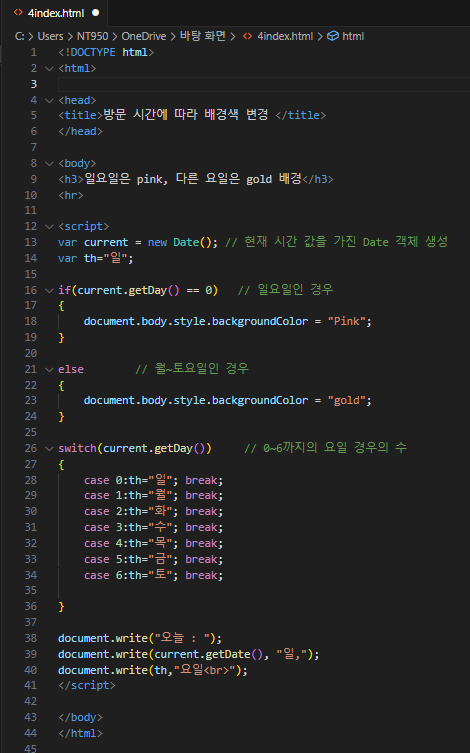 4index.html
C: > Users > NT950 > OneDrive > 바탕 화면 > 4index.html > html
1 <!DOCTYPE html>
2 <html>
3
4 <head>
5 <title>방문 시간에 따라 배경색 변경 </title>
6 </head>
7
8 <body>
9 <h3>일요일은 pink, 다른 요일은 gold 배경</h3>
10 <hr>
11
12 <script>
13 var current = new Date(); // 현재 시간 값을 가진 Date 객체 생성
14 var th="일";
15
16 if(current.getDay() == 0) // 일요일인 경우
17 {
18 document.body.style.backgroundColor = "Pink";
19 }
20
21 else // 월~토요일인 경우
22 {
23 document.body.style.backgroundColor = "gold";
24 }
25
26 switch(current.getDay()) // 0~6까지의 요일 경우의 수
27 {
28 case 0:th="일"; break;
29 case 1:th="월"; break;
30 case 2:th="화"; break;
31 case 3:th="수"; break;
32 case 4:th="목"; break;
33 case 5:th="금"; break;
34 case 6:th="토"; break;
35
36 }
37
38 document.write("오늘 : ");
39 document.write(current.getDate(), "일,");
40 document.write(th,"요일<br>");
41 </script>
42
43 </body>
44 </html>
45